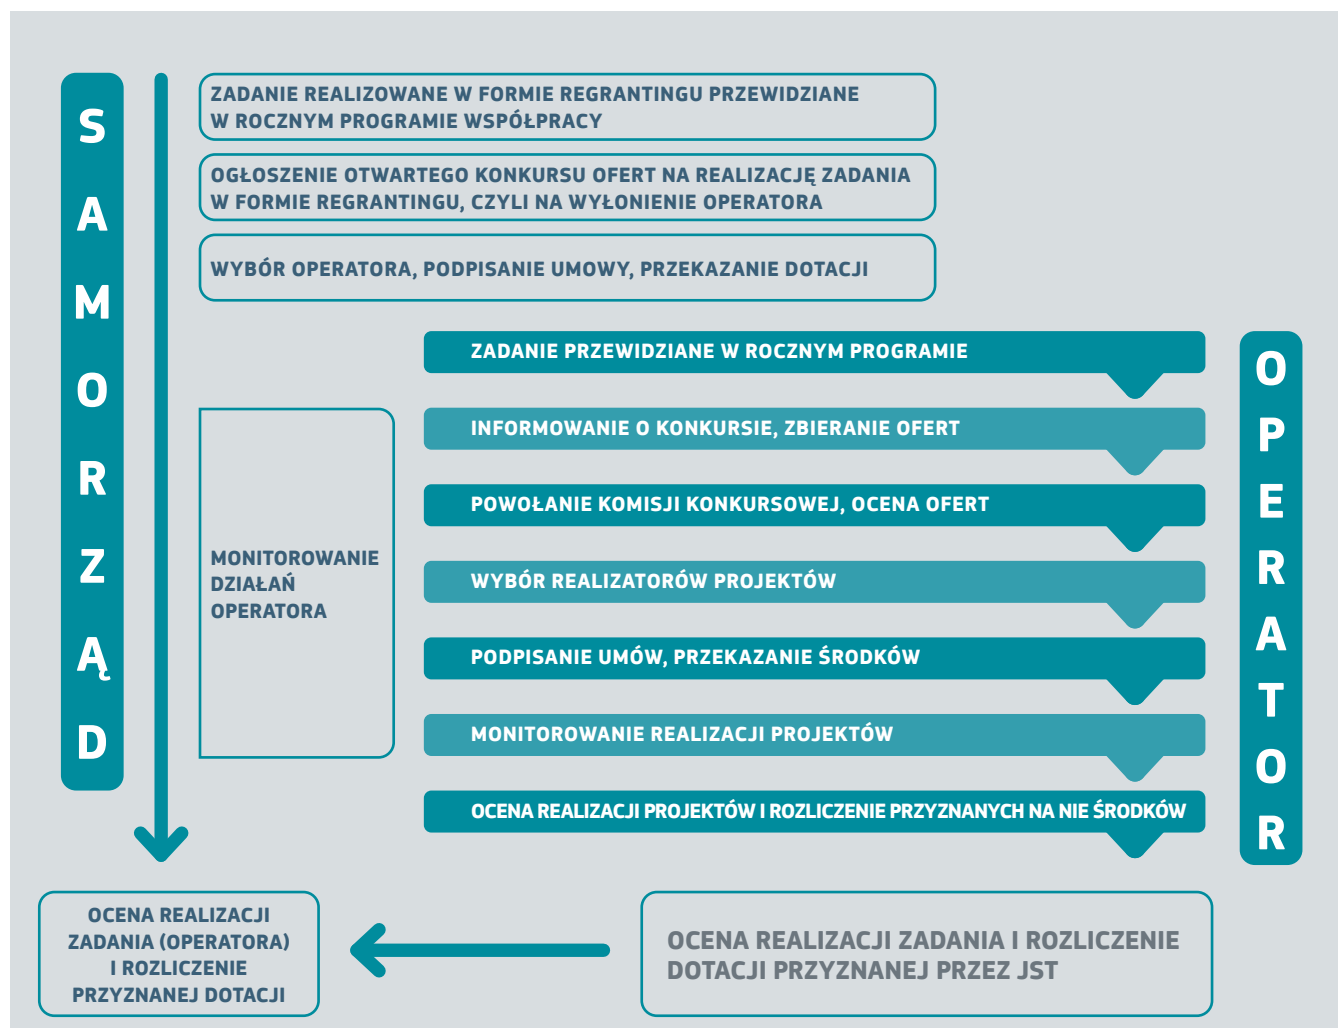 SAMORZĄD
ZADANIE REALIZOWANE W FORMIE REGRANTINGU PRZEWIDZIANE
W ROCZNYM PROGRAMIE WSPÓŁPRACY
OGŁOSZENIE OTWARTEGO KONKURSU OFERT NA REALIZACJĘ ZADANIA
W FORMIE REGRANTINGU, CZYLI NA WYŁONIENIE OPERATORA
WYBÓR OPERATORA, PODPISANIE UMOWY, PRZEKAZANIE DOTACJI
MONITOROWANIE
DZIAŁAŃ
OPERATORA
ZADANIE PRZEWIDZIANE W ROCZNYM PROGRAMIE
INFORMOWANIE O KONKURSIE, ZBIERANIE OFERT
POWOŁANIE KOMISJI KONKURSOWEJ, OCENA OFERT
WYBÓR REALIZATORÓW PROJEKTÓW
PODPISANIE UMÓW, PRZEKAZANIE ŚRODKÓW
MONITOROWANIE REALIZACJI PROJEKTÓW
OCENA REALIZACJI PROJEKTÓW I ROZLICZENIE PRZYZNANYCH NA NIE ŚRODKÓW
OPERATOR
OCENA REALIZACJI ZADANIA I ROZLICZENIE
DOTACJI PRZYZNANEJ PRZEZ JST
OCENA REALIZACJI
ZADANIA (OPERATORA)
I ROZLICZENIE
PRZYZNANEJ DOTACJI